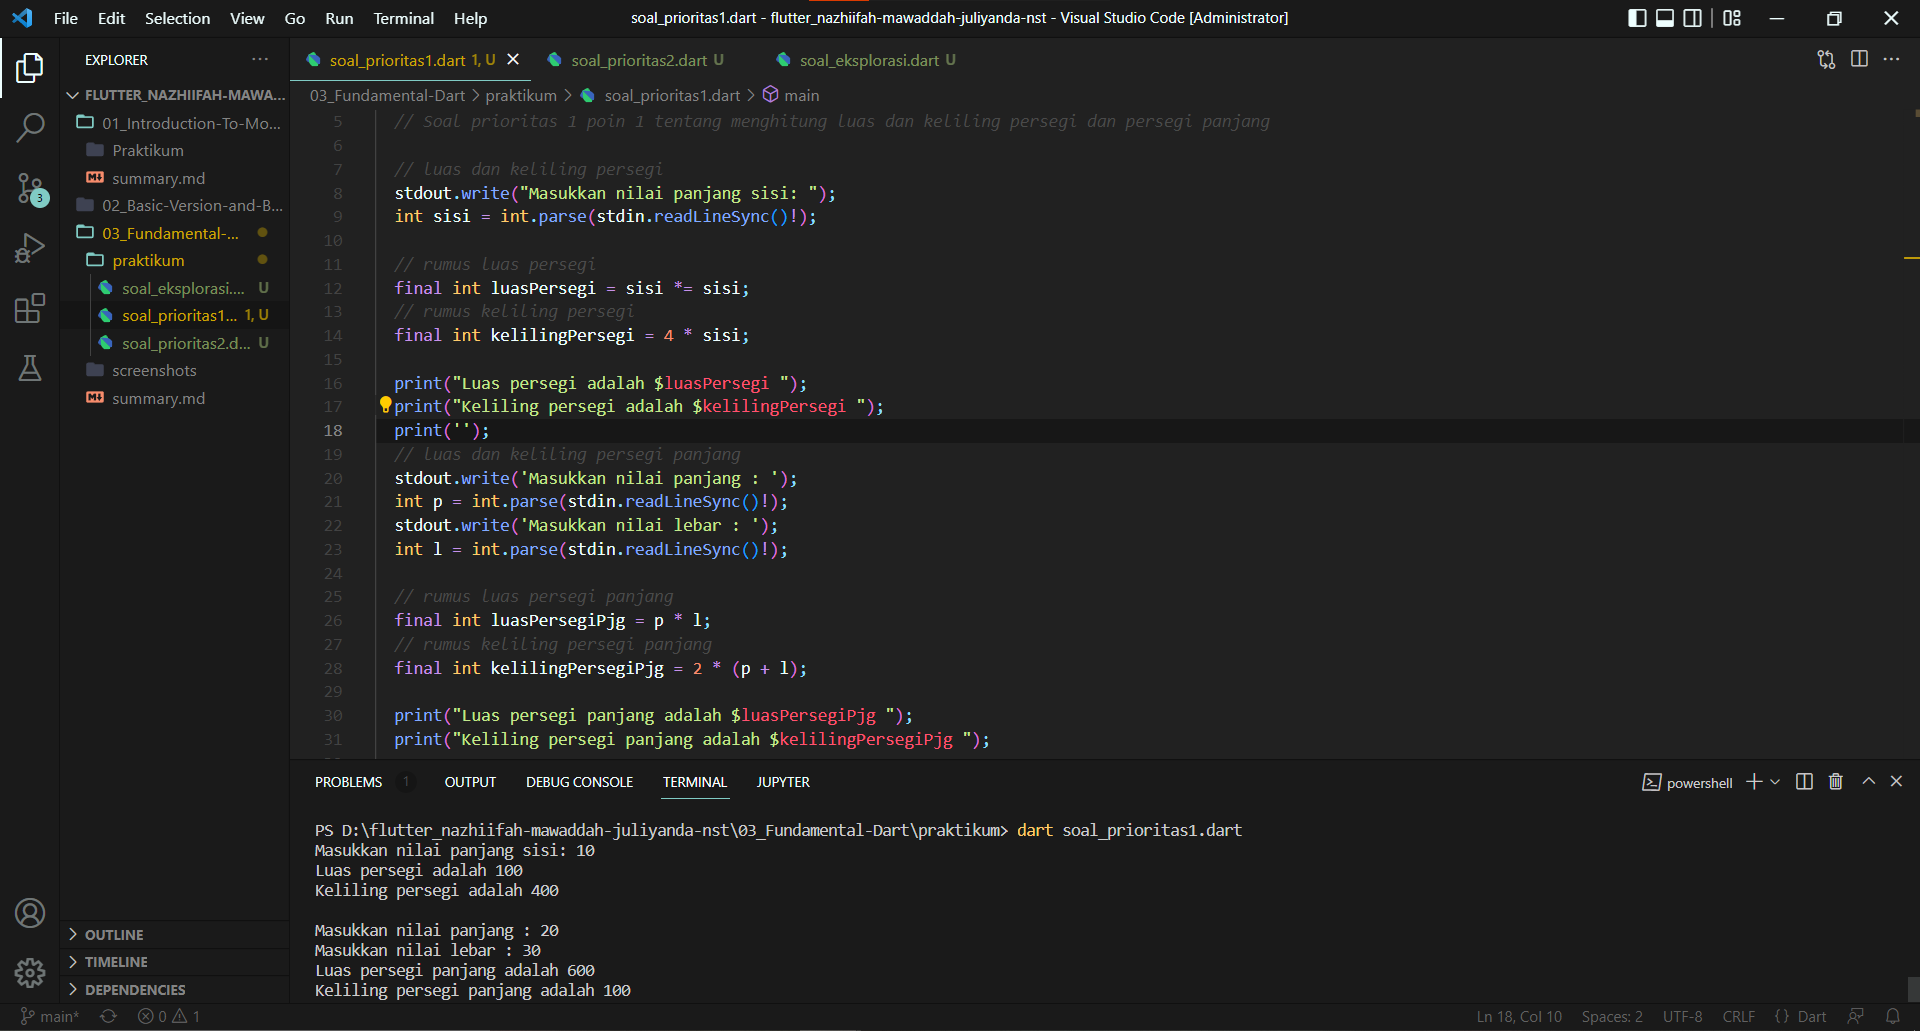 File Edit Selection View Go Run Terminal Help
soal_prioritas1.dart - flutter_nazhiifah-mawaddah-juliyanda-nst - Visual Studio Code [Administrator]
EXPLORER
FLUTTER_NAZHIIFAH-MAWA...
01_Introduction-To-Mo...
Praktikum
summary.md
02_Basic-Version-and-B...
03_Fundamental-...
praktikum
soal_eksplorasi.... U
soal_prioritas1... 1, U
soal_prioritas2.d... U
screenshots
summary.md
OUTLINE
TIMELINE
DEPENDENCIES
3
soal_prioritas1.dart 1, U
soal_prioritas2.dart U
soal_eksplorasi.dart U
03_Fundamental-Dart > praktikum > soal_prioritas1.dart > main
5 // Soal prioritas 1 poin 1 tentang menghitung luas dan keliling persegi dan persegi panjang
6
7 // luas dan keliling persegi
8 stdout.write("Masukkan nilai panjang sisi: ");
9 int sisi = int.parse(stdin.readLineSync()!);
10
11 // rumus luas persegi
12 final int luasPersegi = sisi *= sisi;
13 // rumus keliling persegi
14 final int kelilingPersegi = 4 * sisi;
15
16 print("Luas persegi adalah $luasPersegi ");
17 print("Keliling persegi adalah $kelilingPersegi ");
18 print('');
19 // luas dan keliling persegi panjang
20 stdout.write('Masukkan nilai panjang : ');
21 int p = int.parse(stdin.readLineSync()!);
22 stdout.write('Masukkan nilai lebar : ');
23 int l = int.parse(stdin.readLineSync()!);
24
25 // rumus luas persegi panjang
26 final int luasPersegiPjg = p * l;
27 // rumus keliling persegi panjang
28 final int kelilingPersegiPjg = 2 * (p + l);
29
30 print("Luas persegi panjang adalah $luasPersegiPjg ");
31 print("Keliling persegi panjang adalah $kelilingPersegiPjg ");
PROBLEMS 1 OUTPUT DEBUG CONSOLE TERMINAL JUPYTER
powershell
PS D:\flutter_nazhiifah-mawaddah-juliyanda-nst\03_Fundamental-Dart\praktikum> dart soal_prioritas1.dart
Masukkan nilai panjang sisi: 10
Luas persegi adalah 100
Keliling persegi adalah 400
Masukkan nilai panjang : 20
Masukkan nilai lebar : 30
Luas persegi panjang adalah 600
Keliling persegi panjang adalah 100
main* 0 1
Ln 18, Col 10 Spaces: 2 UTF-8 CRLF {} Dart